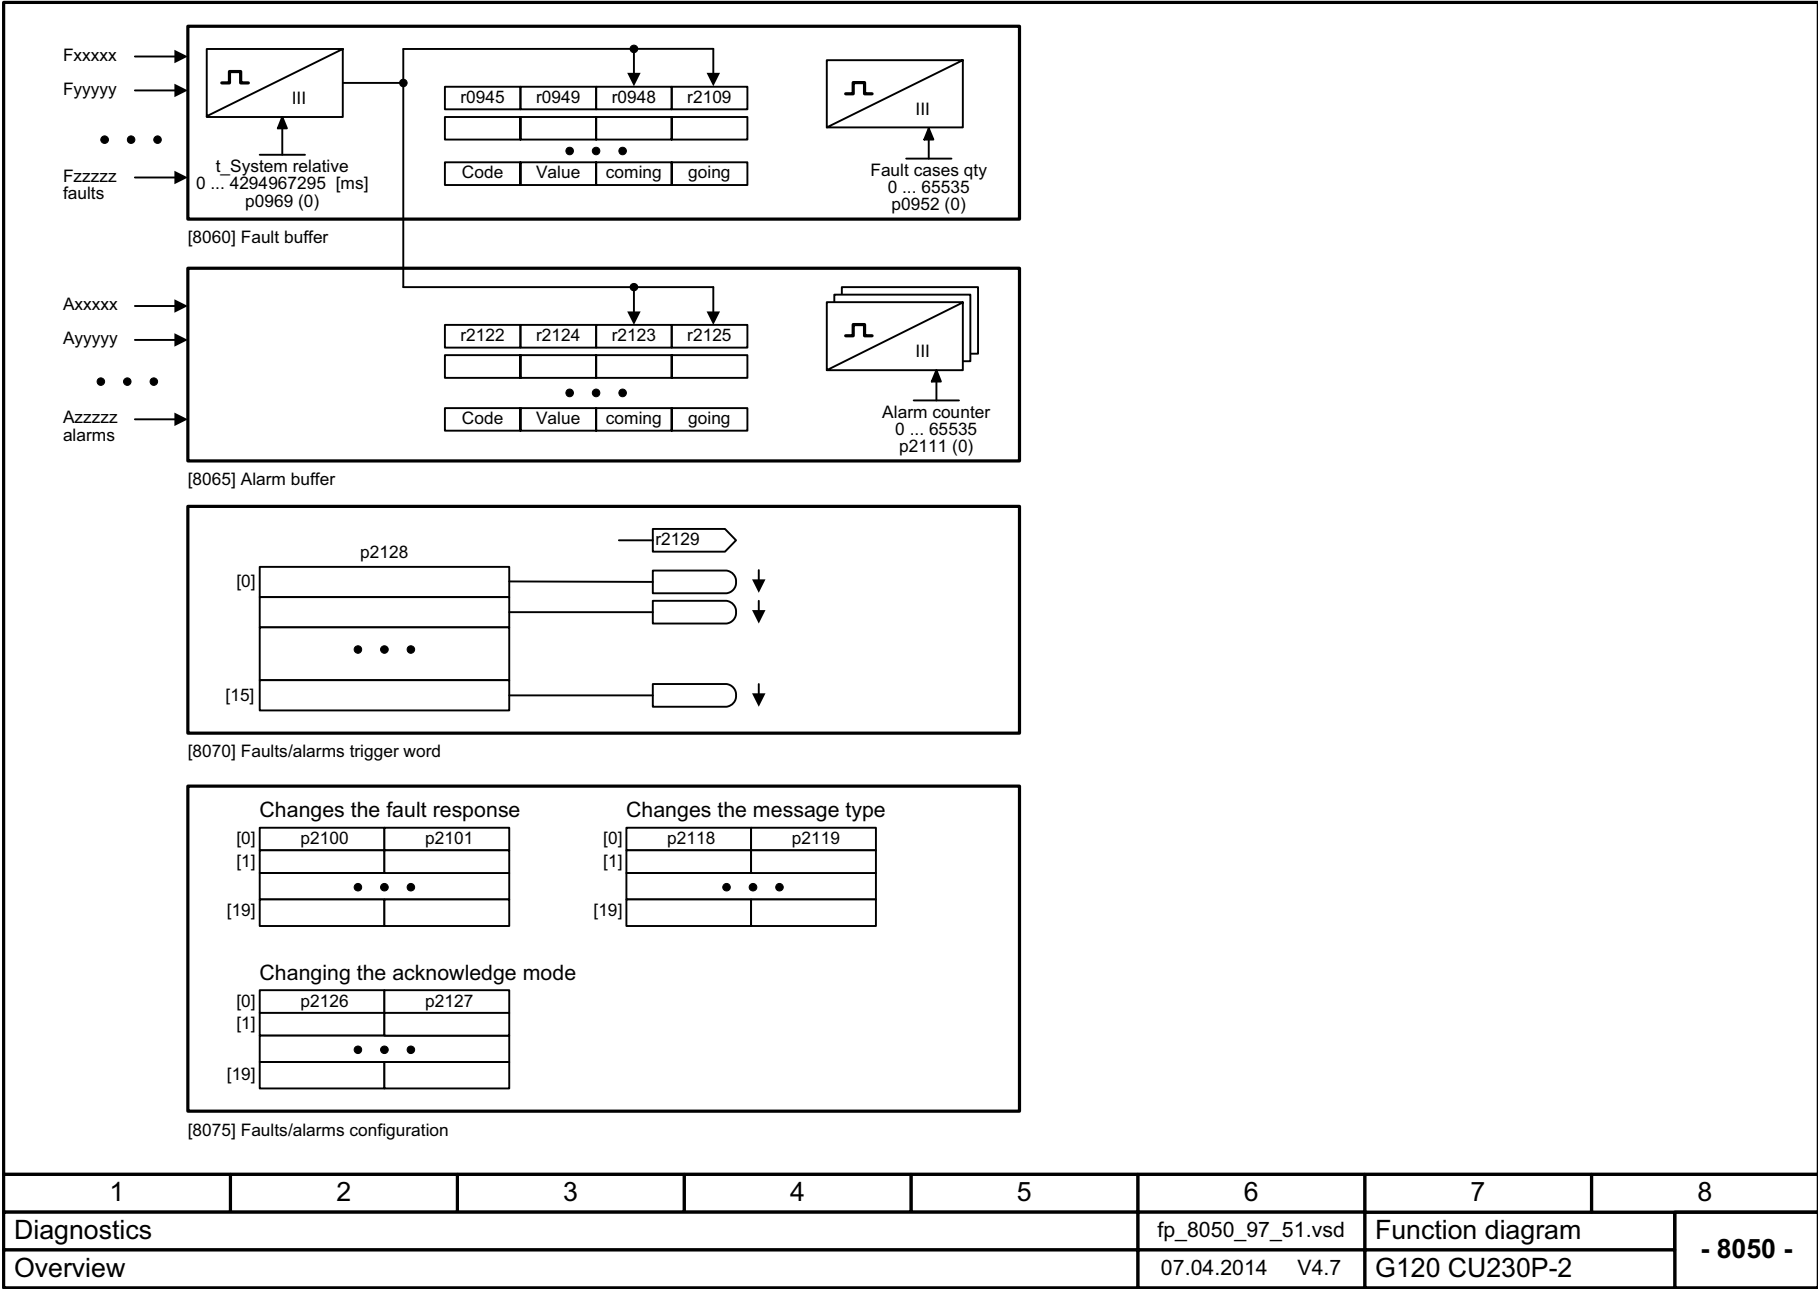 Fxxxxx
Fyyyyy
Fzzzzz
faults
III
t_System relative
0 ... 4294967295 [ms]
p0969 (0)
r0945 r0949 r0948 r2109
Code Value coming going
III
Fault cases qty
0 ... 65535
p0952 (0)
[8060] Fault buffer
Axxxxx
Ayyyyy
Azzzzz
alarms
r2122 r2124 r2123 r2125
Code Value coming going
III
Alarm counter
0 ... 65535
p2111 (0)
[8065] Alarm buffer
p2128
r2129
[0]
[15]
[8070] Faults/alarms trigger word
Changes the fault response
[0] p2100 p2101
[1]
[19]
Changes the message type
[0] p2118 p2119
[1]
[19]
Changing the acknowledge mode
[0] p2126 p2127
[1]
[19]
[8075] Faults/alarms configuration
1 2 3 4 5 6 7 8
Diagnostics fp_8050_97_51.vsd Function diagram
- 8050 -
Overview 07.04.2014 V4.7 G120 CU230P-2